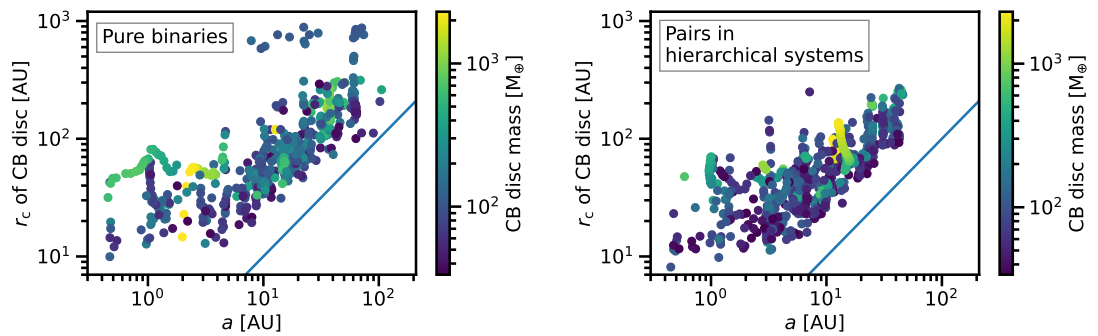 Pure binaries
r_c of CB disc [AU]
10³
10²
10¹
10⁰
10¹
10²
a [AU]
10³
10²
CB disc mass [M⊕]
Pairs in
hierarchical systems
r_c of CB disc [AU]
10³
10²
10¹
10⁰
10¹
10²
a [AU]
10³
10²
CB disc mass [M⊕]